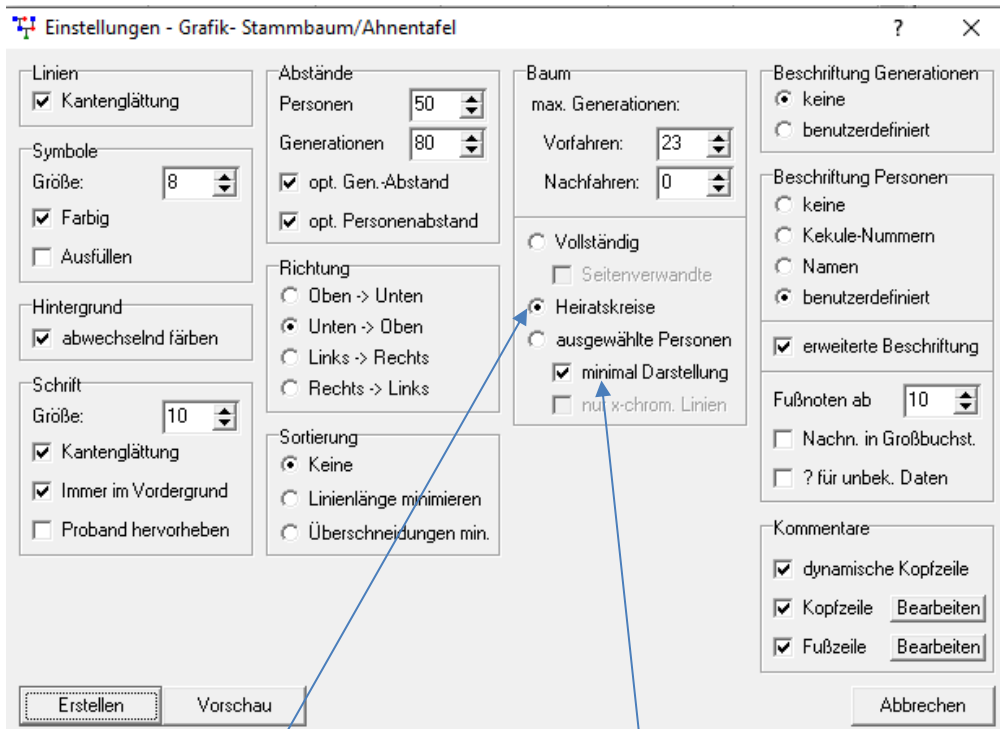 Einstellungen - Grafik- Stammbaum/Ahnentafel
?
Linien
Kantenglättung
Symbole
Größe: 8
Farbig
Ausfüllen
Hintergrund
abwechselnd färben
Schrift
Größe: 10
Kantenglättung
Immer im Vordergrund
Proband hervorheben
Abstände
Personen 50
Generationen 80
opt. Gen.-Abstand
opt. Personenabstand
Richtung
Oben -> Unten
Unten -> Oben
Links -> Rechts
Rechts -> Links
Sortierung
Keine
Linienlänge minimieren
Überschneidungen min.
Baum
max. Generationen:
Vorfahren: 23
Nachfahren: 0
Vollständig
Seitenverwandte
Heiratskreise
ausgewählte Personen
minimal Darstellung
nur x-chrom. Linien
Beschriftung Generationen
keine
benutzerdefiniert
Beschriftung Personen
keine
Kekule-Nummern
Namen
benutzerdefiniert
erweiterte Beschriftung
Fußnoten ab 10
Nachn. in Großbuchst.
? für unbek. Daten
Kommentare
dynamische Kopfzeile
Kopfzeile Bearbeiten
Fußzeile Bearbeiten
Erstellen Vorschau Abbrechen